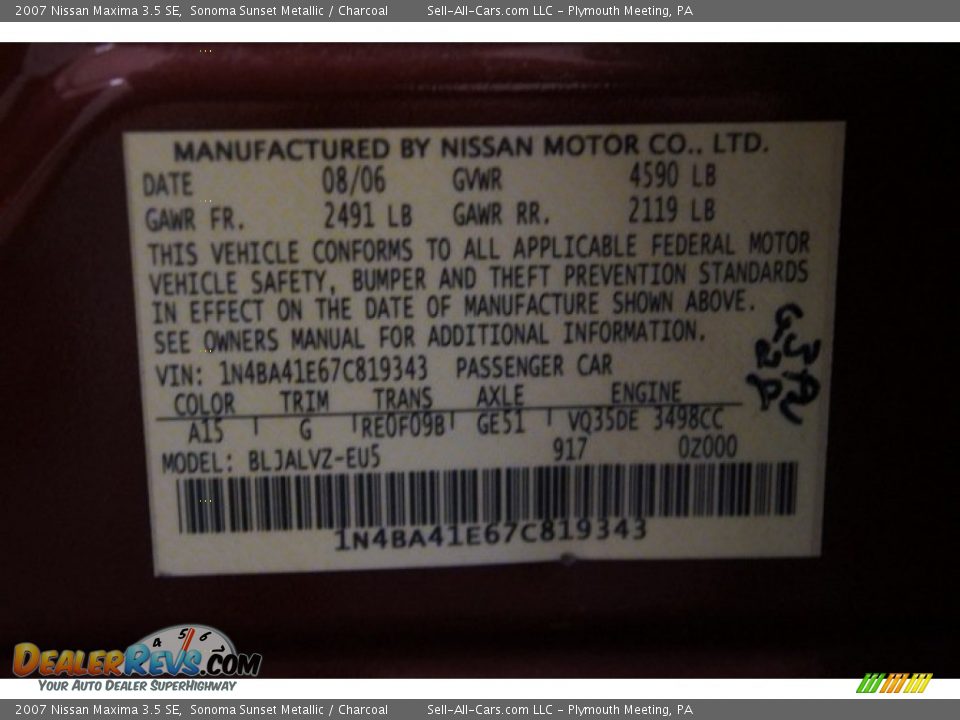 2007 Nissan Maxima 3.5 SE, Sonoma Sunset Metallic / Charcoal Sell-All-Cars.com LLC - Plymouth Meeting, PA
MANUFACTURED BY NISSAN MOTOR CO., LTD.
DATE 08/06 GVWR 4590 LB
GAWR FR. 2491 LB GAWR RR. 2119 LB
THIS VEHICLE CONFORMS TO ALL APPLICABLE FEDERAL MOTOR
VEHICLE SAFETY, BUMPER AND THEFT PREVENTION STANDARDS
IN EFFECT ON THE DATE OF MANUFACTURE SHOWN ABOVE.
SEE OWNERS MANUAL FOR ADDITIONAL INFORMATION.
VIN: 1N4BA41E67C819343 PASSENGER CAR
COLOR TRIM TRANS AXLE ENGINE
A15 G RE0F09B GE51 VQ35DE 3498CC
MODEL: BLJALVZ-EU5 917 0Z000
1N4BA41E67C819343
4 5 6
DEALERREVS.COM
YOUR AUTO DEALER SUPERHIGHWAY
2007 Nissan Maxima 3.5 SE, Sonoma Sunset Metallic / Charcoal Sell-All-Cars.com LLC - Plymouth Meeting, PA